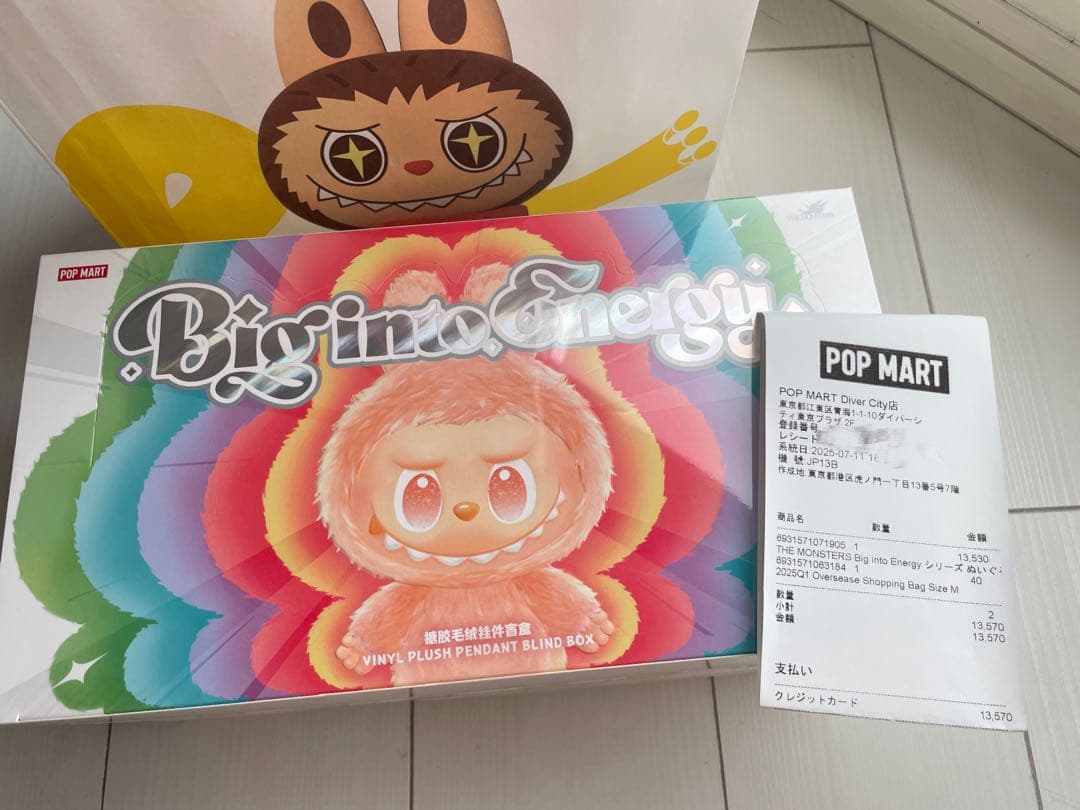 POP MART
Big into Energy
搪胶毛绒挂件盲盒
VINYL PLUSH PENDANT BLIND BOX
POP MART
POP MART Diver City店
東京都江東区青海1-1-10ダイバーシ
ティ東京プラザ 2F
登録番号
レシート
系統日:2025-07-11 16
機 號:JP13B
作成地:東京都港区虎ノ門一丁目13番5号7階
商品名 数量 金額
6931571071905 1 13,530
THE MONSTERS Big into Energy シリーズ ぬいぐ
6931571063184 1 40
2025Q1 Oversease Shopping Bag Size M
数量 2
小計 13,570
金額 13,570
支払い
クレジットカード 13,570